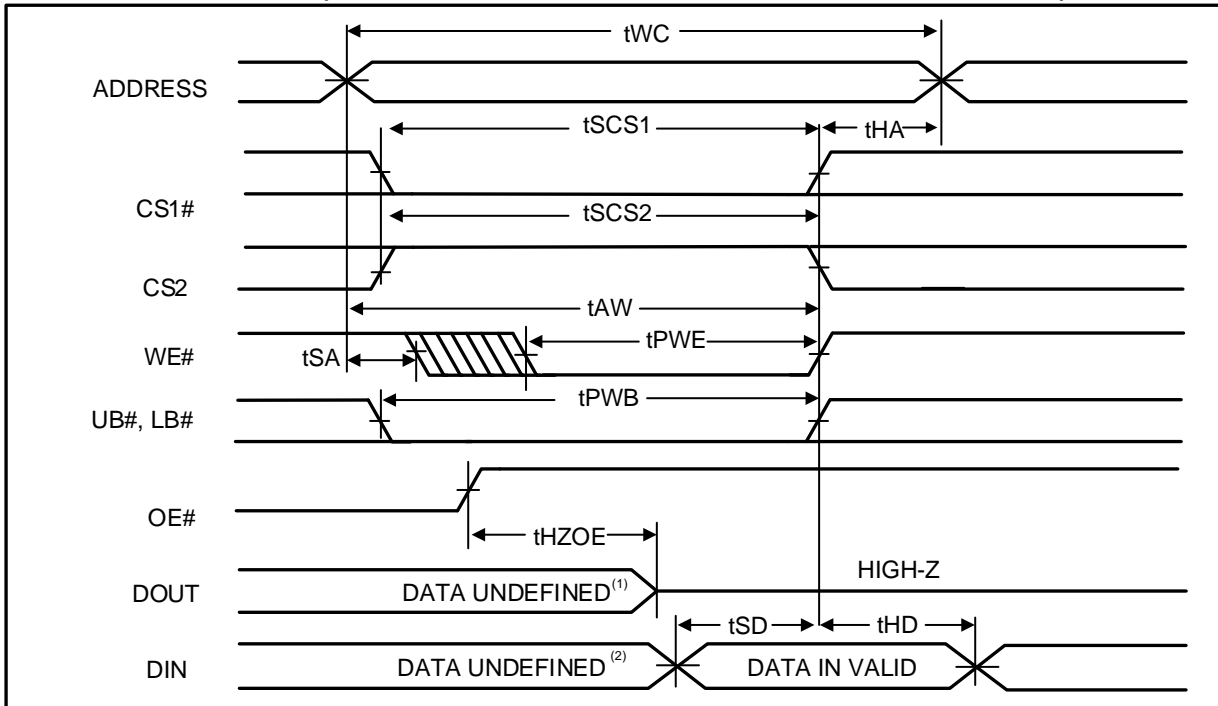 tWC
ADDRESS
tSCS1
tHA
CS1#
tSCS2
CS2
tAW
WE#
tSA
tPWE
UB#, LB#
tPWB
OE#
tHZOE
DOUT
DATA UNDEFINED(1)
HIGH-Z
tSD
tHD
DIN
DATA UNDEFINED (2)
DATA IN VALID